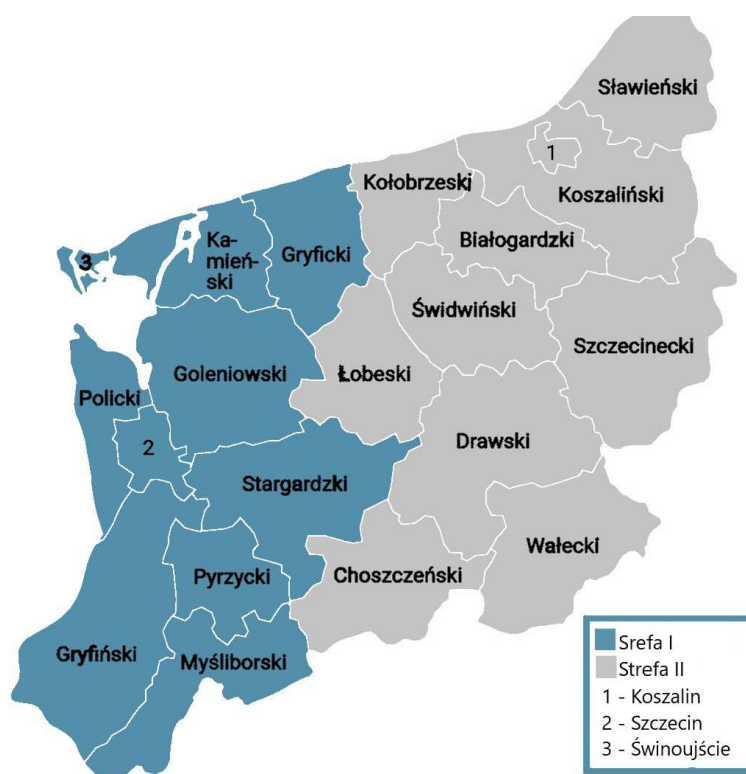 Sławieński
1
Kołobrzeski
Koszaliński
Białogardzki
3
Ka-
mień-
ski
Gryficki
Świdwiński
Szczecinecki
Goleniowski
Łobeski
Policki
2
Drawski
Stargardzki
Wałecki
Choszczeński
Pyrzycki
Gryfiński
Myśliborski
Srefa I
Strefa II
1 - Koszalin
2 - Szczecin
3 - Świnoujście